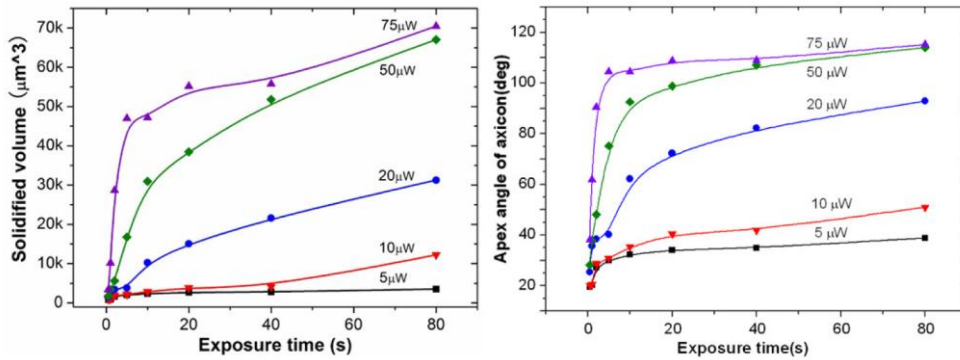 Solidified volume (μm^3)
70k
60k
50k
40k
30k
20k
10k
0
75μW
50μW
20μW
10μW
5μW
0 20 40 60 80
Exposure time (s)
Apex angle of axicon(deg)
120
100
80
60
40
20
75 μW
50 μW
20 μW
10 μW
5 μW
0 20 40 60 80
Exposure time(s)